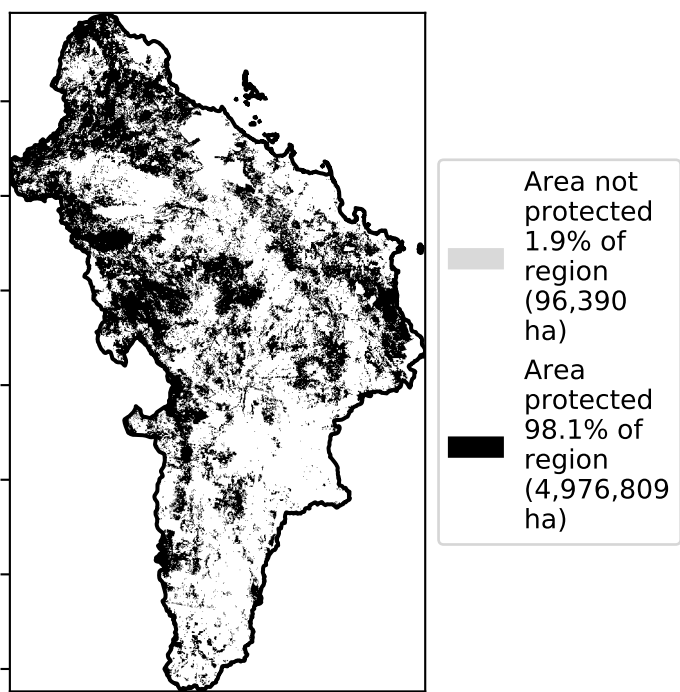 Area not
protected
1.9% of
region
(96,390
ha)
Area
protected
98.1% of
region
(4,976,809
ha)